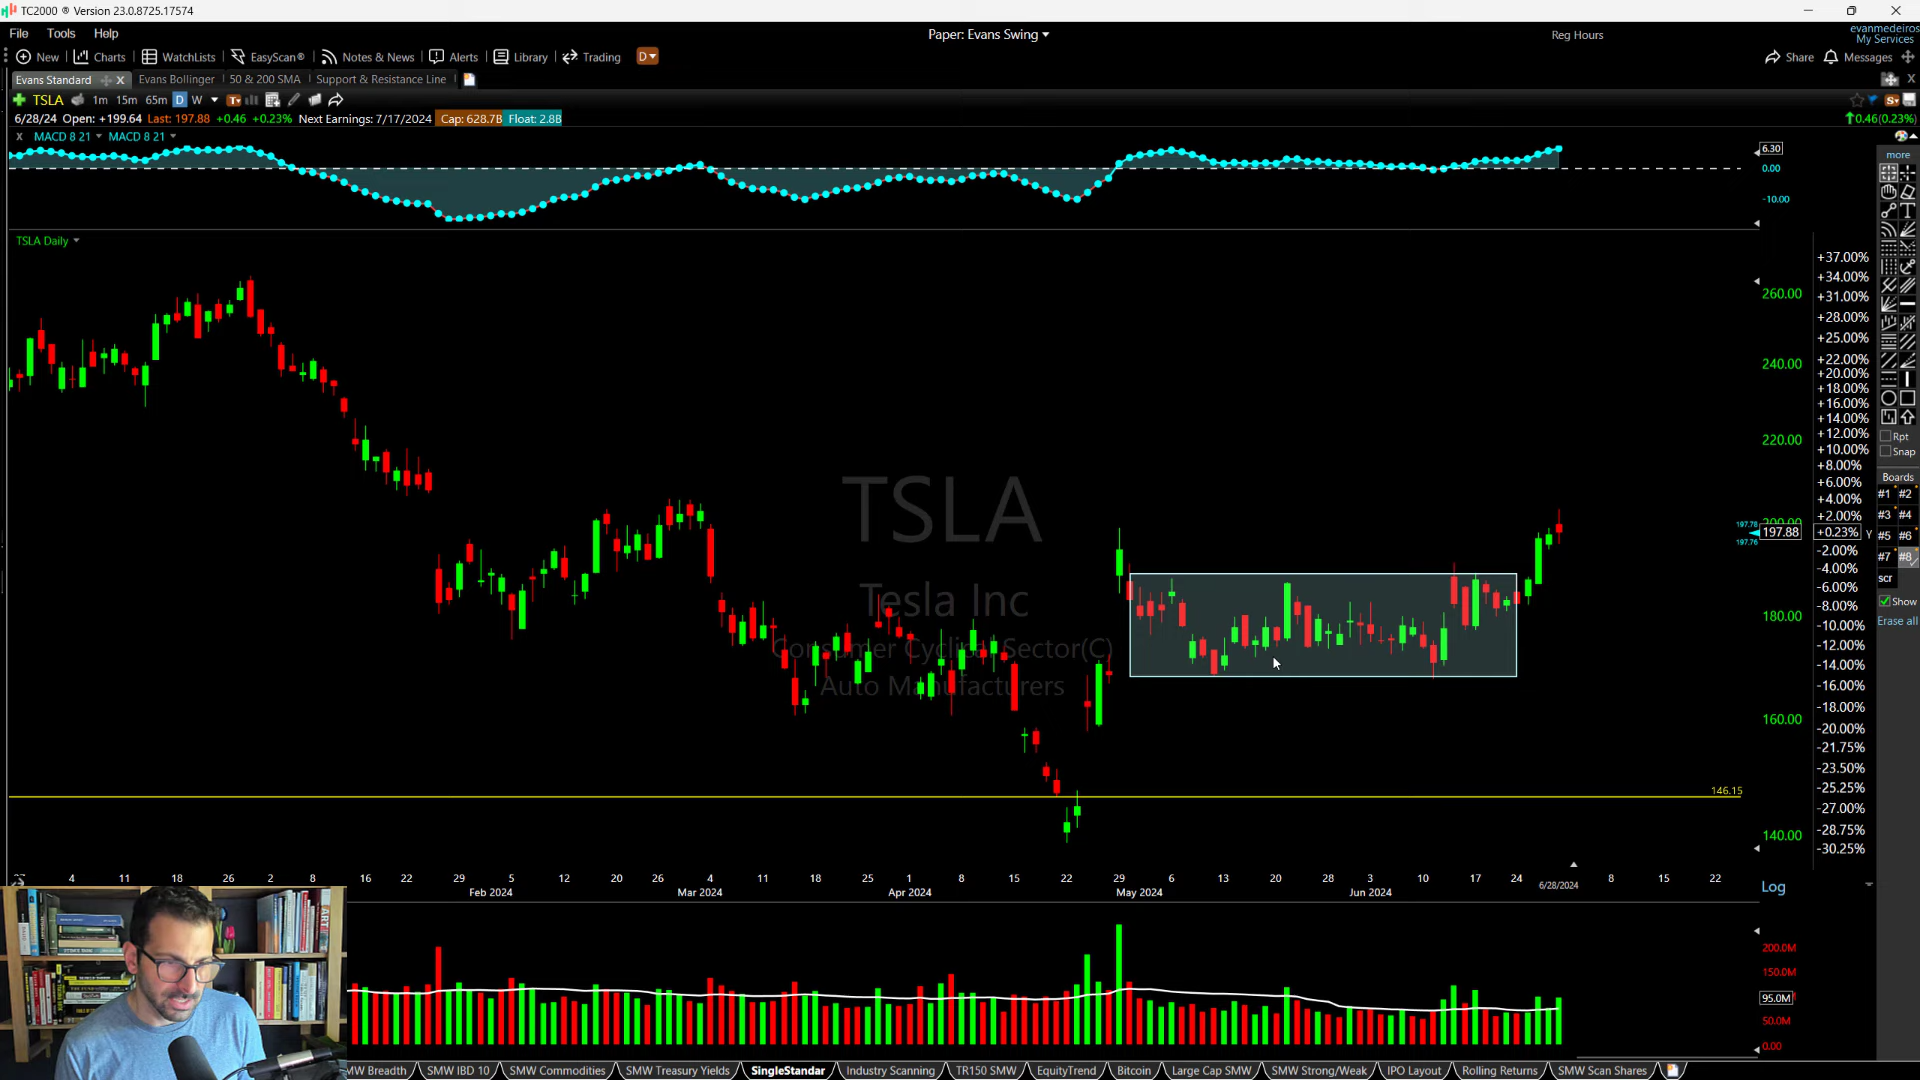 TC2000 ® Version 23.0.8725.17574
File Tools Help
Paper: Evans Swing
Reg Hours
evanmedeiros
My Services
New Charts WatchLists EasyScan® Notes & News Alerts Library Trading D
Share Messages
Evans Standard X Evans Bollinger 50 & 200 SMA Support & Resistance Line
TSLA 1m 15m 65m D W T
6/28/24 Open: +199.64 Last: 197.88 +0.46 +0.23% Next Earnings: 7/17/2024 Cap: 628.7B Float: 2.8B
0.46(0.23%)
X MACD 8 21 MACD 8 21
6.30
0.00
-10.00
more
TSLA Daily
260.00
240.00
220.00
200.00
197.78
197.88
197.76
180.00
160.00
140.00
+37.00%
+34.00%
+31.00%
+28.00%
+25.00%
+22.00%
+20.00%
+18.00%
+16.00%
+14.00%
+12.00%
+10.00%
+8.00%
+6.00%
+4.00%
+2.00%
+0.23%
Y
-2.00%
-4.00%
-6.00%
-8.00%
-10.00%
-12.00%
-14.00%
-16.00%
-18.00%
-20.00%
-21.75%
-23.50%
-25.25%
-27.00%
-28.75%
-30.25%
Rpt
Snap
Boards
#1 #2
#3 #4
#5 #6
#7 #8
scr
Show
Erase all
TSLA
Tesla Inc
Consumer Cyclical Sector(C)
Auto Manufacturers
146.15
27 4 11 18 26 2 8 16 22 29 5 12 20 26 4 11 18 25 1 8 15 22 29 6 13 20 28 3 10 17 24 6/28/2024 8 15 22
Feb 2024 Mar 2024 Apr 2024 May 2024 Jun 2024
Log
200.0M
150.0M
95.0M
50.0M
0.00
MW Breadth SMW IBD 10 SMW Commodities SMW Treasury Yields SingleStandar Industry Scanning TR150 SMW EquityTrend Bitcoin Large Cap SMW SMW Strong/Weak IPO Layout Rolling Returns SMW Scan Shares